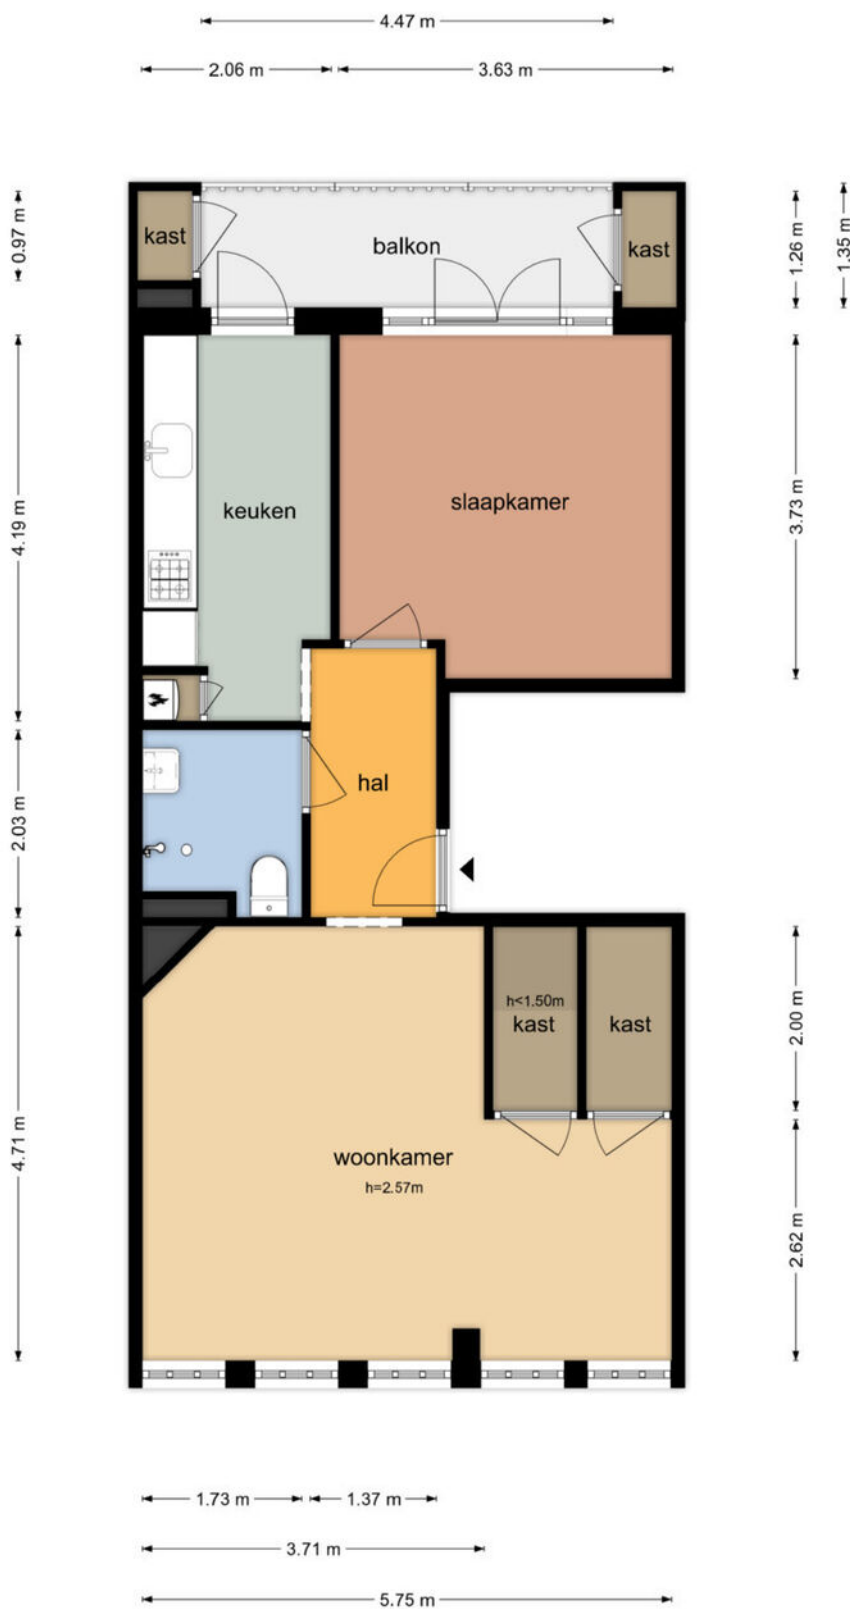 4.47 m
2.06 m
3.63 m
0.97 m
1.26 m
1.35 m
kast
balkon
kast
4.19 m
keuken
slaapkamer
3.73 m
2.03 m
hal
4.71 m
h<1.50m
kast
kast
2.00 m
woonkamer
h=2.57m
2.62 m
1.73 m
1.37 m
3.71 m
5.75 m